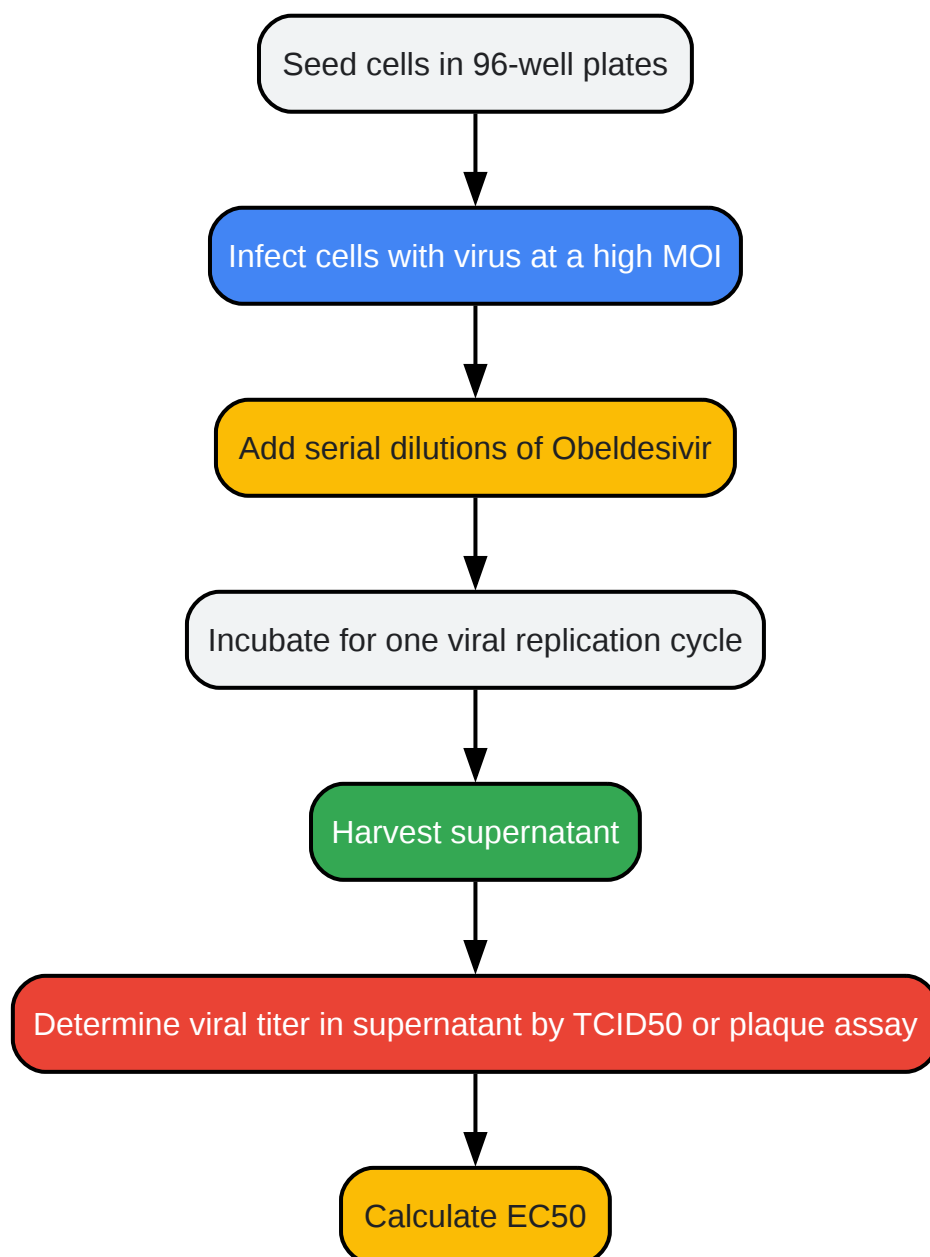 Seed cells in 96-well plates
Infect cells with virus at a high MOI
Add serial dilutions of Obeldesivir
Incubate for one viral replication cycle
Harvest supernatant
Determine viral titer in supernatant by TCID50 or plaque assay
Calculate EC50